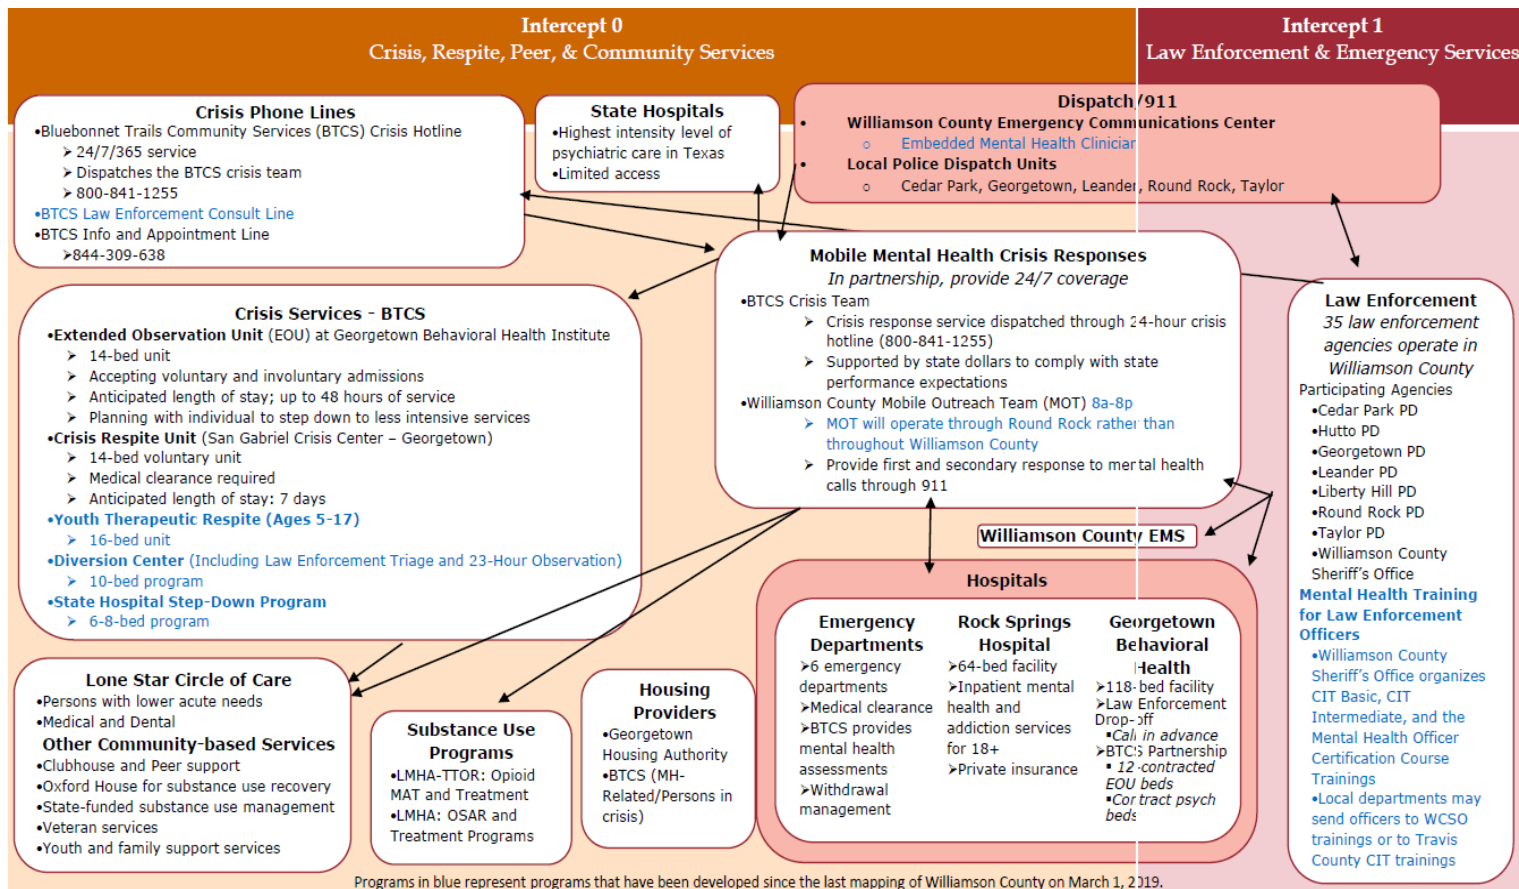 Intercept 0
Crisis, Respite, Peer, & Community Services
Intercept 1
Law Enforcement & Emergency Services
Crisis Phone Lines
•Bluebonnet Trails Community Services (BTCS) Crisis Hotline
➢ 24/7/365 service
➢ Dispatches the BTCS crisis team
➢ 800-841-1255
•BTCS Law Enforcement Consult Line
•BTCS Info and Appointment Line
➢844-309-638
State Hospitals
•Highest intensity level of
psychiatric care in Texas
•Limited access
Dispatch/911
• Williamson County Emergency Communications Center
o Embedded Mental Health Clinician
• Local Police Dispatch Units
o Cedar Park, Georgetown, Leander, Round Rock, Taylor
Mobile Mental Health Crisis Responses
In partnership, provide 24/7 coverage
•BTCS Crisis Team
➢ Crisis response service dispatched through 24-hour crisis
hotline (800-841-1255)
➢ Supported by state dollars to comply with state
performance expectations
•Williamson County Mobile Outreach Team (MOT) 8a-8p
➢ MOT will operate through Round Rock rather than
throughout Williamson County
➢ Provide first and secondary response to mental health
calls through 911
Crisis Services - BTCS
•Extended Observation Unit (EOU) at Georgetown Behavioral Health Institute
➢ 14-bed unit
➢ Accepting voluntary and involuntary admissions
➢ Anticipated length of stay; up to 48 hours of service
➢ Planning with individual to step down to less intensive services
•Crisis Respite Unit (San Gabriel Crisis Center – Georgetown)
➢ 14-bed voluntary unit
➢ Medical clearance required
➢ Anticipated length of stay: 7 days
•Youth Therapeutic Respite (Ages 5-17)
➢ 16-bed unit
•Diversion Center (Including Law Enforcement Triage and 23-Hour Observation)
➢ 10-bed program
•State Hospital Step-Down Program
➢ 6-8-bed program
Law Enforcement
35 law enforcement
agencies operate in
Williamson County
Participating Agencies
•Cedar Park PD
•Hutto PD
•Georgetown PD
•Leander PD
•Liberty Hill PD
•Round Rock PD
•Taylor PD
•Williamson County
Sheriff's Office
Mental Health Training
for Law Enforcement
Officers
•Williamson County
Sheriff's Office organizes
CIT Basic, CIT
Intermediate, and the
Mental Health Officer
Certification Course
Trainings
•Local departments may
send officers to WCSO
trainings or to Travis
County CIT trainings
Williamson County EMS
Hospitals
Emergency
Departments
➢6 emergency
departments
➢Medical clearance
➢BTCS provides
mental health
assessments
➢Withdrawal
management
Rock Springs
Hospital
➢64-bed facility
➢Inpatient mental
health and
addiction services
for 18+
➢Private insurance
Georgetown
Behavioral
Health
➢118-bed facility
➢Law Enforcement
Drop-off
▪Call in advance
➢BTCS Partnership
▪ 12-contracted
EOU beds
▪Contract psych
beds
Lone Star Circle of Care
•Persons with lower acute needs
•Medical and Dental
Other Community-based Services
•Clubhouse and Peer support
•Oxford House for substance use recovery
•State-funded substance use management
•Veteran services
•Youth and family support services
Substance Use
Programs
•LMHA-TTOR: Opioid
MAT and Treatment
•LMHA: OSAR and
Treatment Programs
Housing
Providers
•Georgetown
Housing Authority
•BTCS (MH-
Related/Persons in
crisis)
Programs in blue represent programs that have been developed since the last mapping of Williamson County on March 1, 2019.